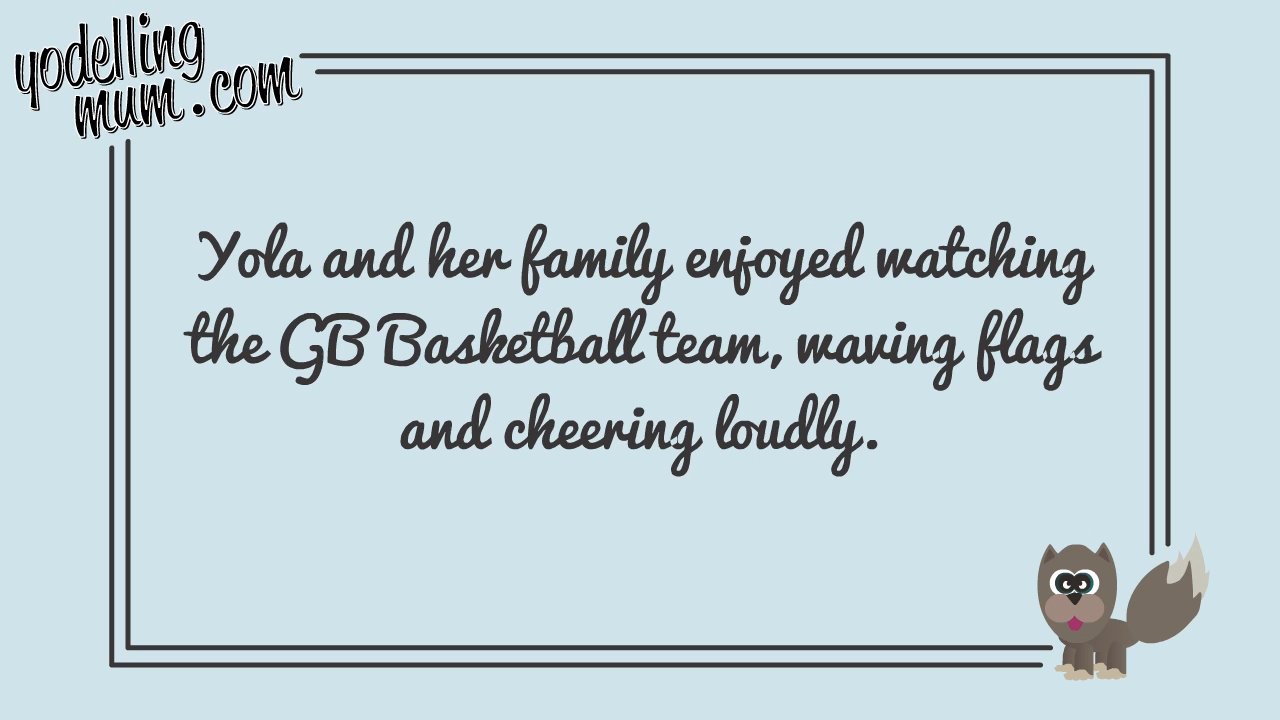 yodelling
mum.com
Yola and her family enjoyed watching
the GB Basketball team, waving flags
and cheering loudly.